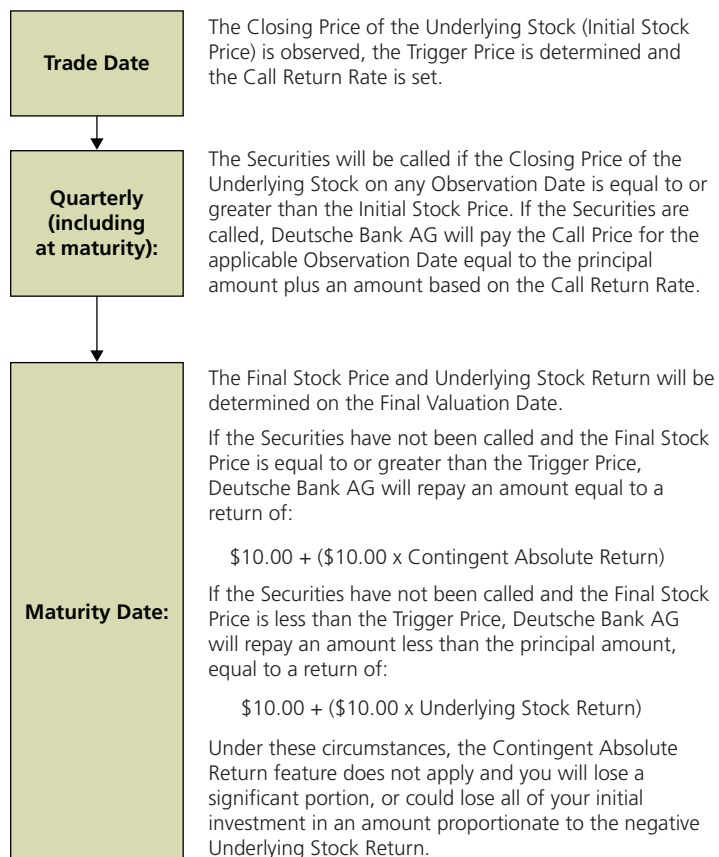 Trade Date
The Closing Price of the Underlying Stock (Initial Stock
Price) is observed, the Trigger Price is determined and
the Call Return Rate is set.
Quarterly
(including
at maturity):
The Securities will be called if the Closing Price of the
Underlying Stock on any Observation Date is equal to or
greater than the Initial Stock Price. If the Securities are
called, Deutsche Bank AG will pay the Call Price for the
applicable Observation Date equal to the principal
amount plus an amount based on the Call Return Rate.
Maturity Date:
The Final Stock Price and Underlying Stock Return will be
determined on the Final Valuation Date.
If the Securities have not been called and the Final Stock
Price is equal to or greater than the Trigger Price,
Deutsche Bank AG will repay an amount equal to a
return of:
$10.00 + ($10.00 x Contingent Absolute Return)
If the Securities have not been called and the Final Stock
Price is less than the Trigger Price, Deutsche Bank AG
will repay an amount less than the principal amount,
equal to a return of:
$10.00 + ($10.00 x Underlying Stock Return)
Under these circumstances, the Contingent Absolute
Return feature does not apply and you will lose a
significant portion, or could lose all of your initial
investment in an amount proportionate to the negative
Underlying Stock Return.